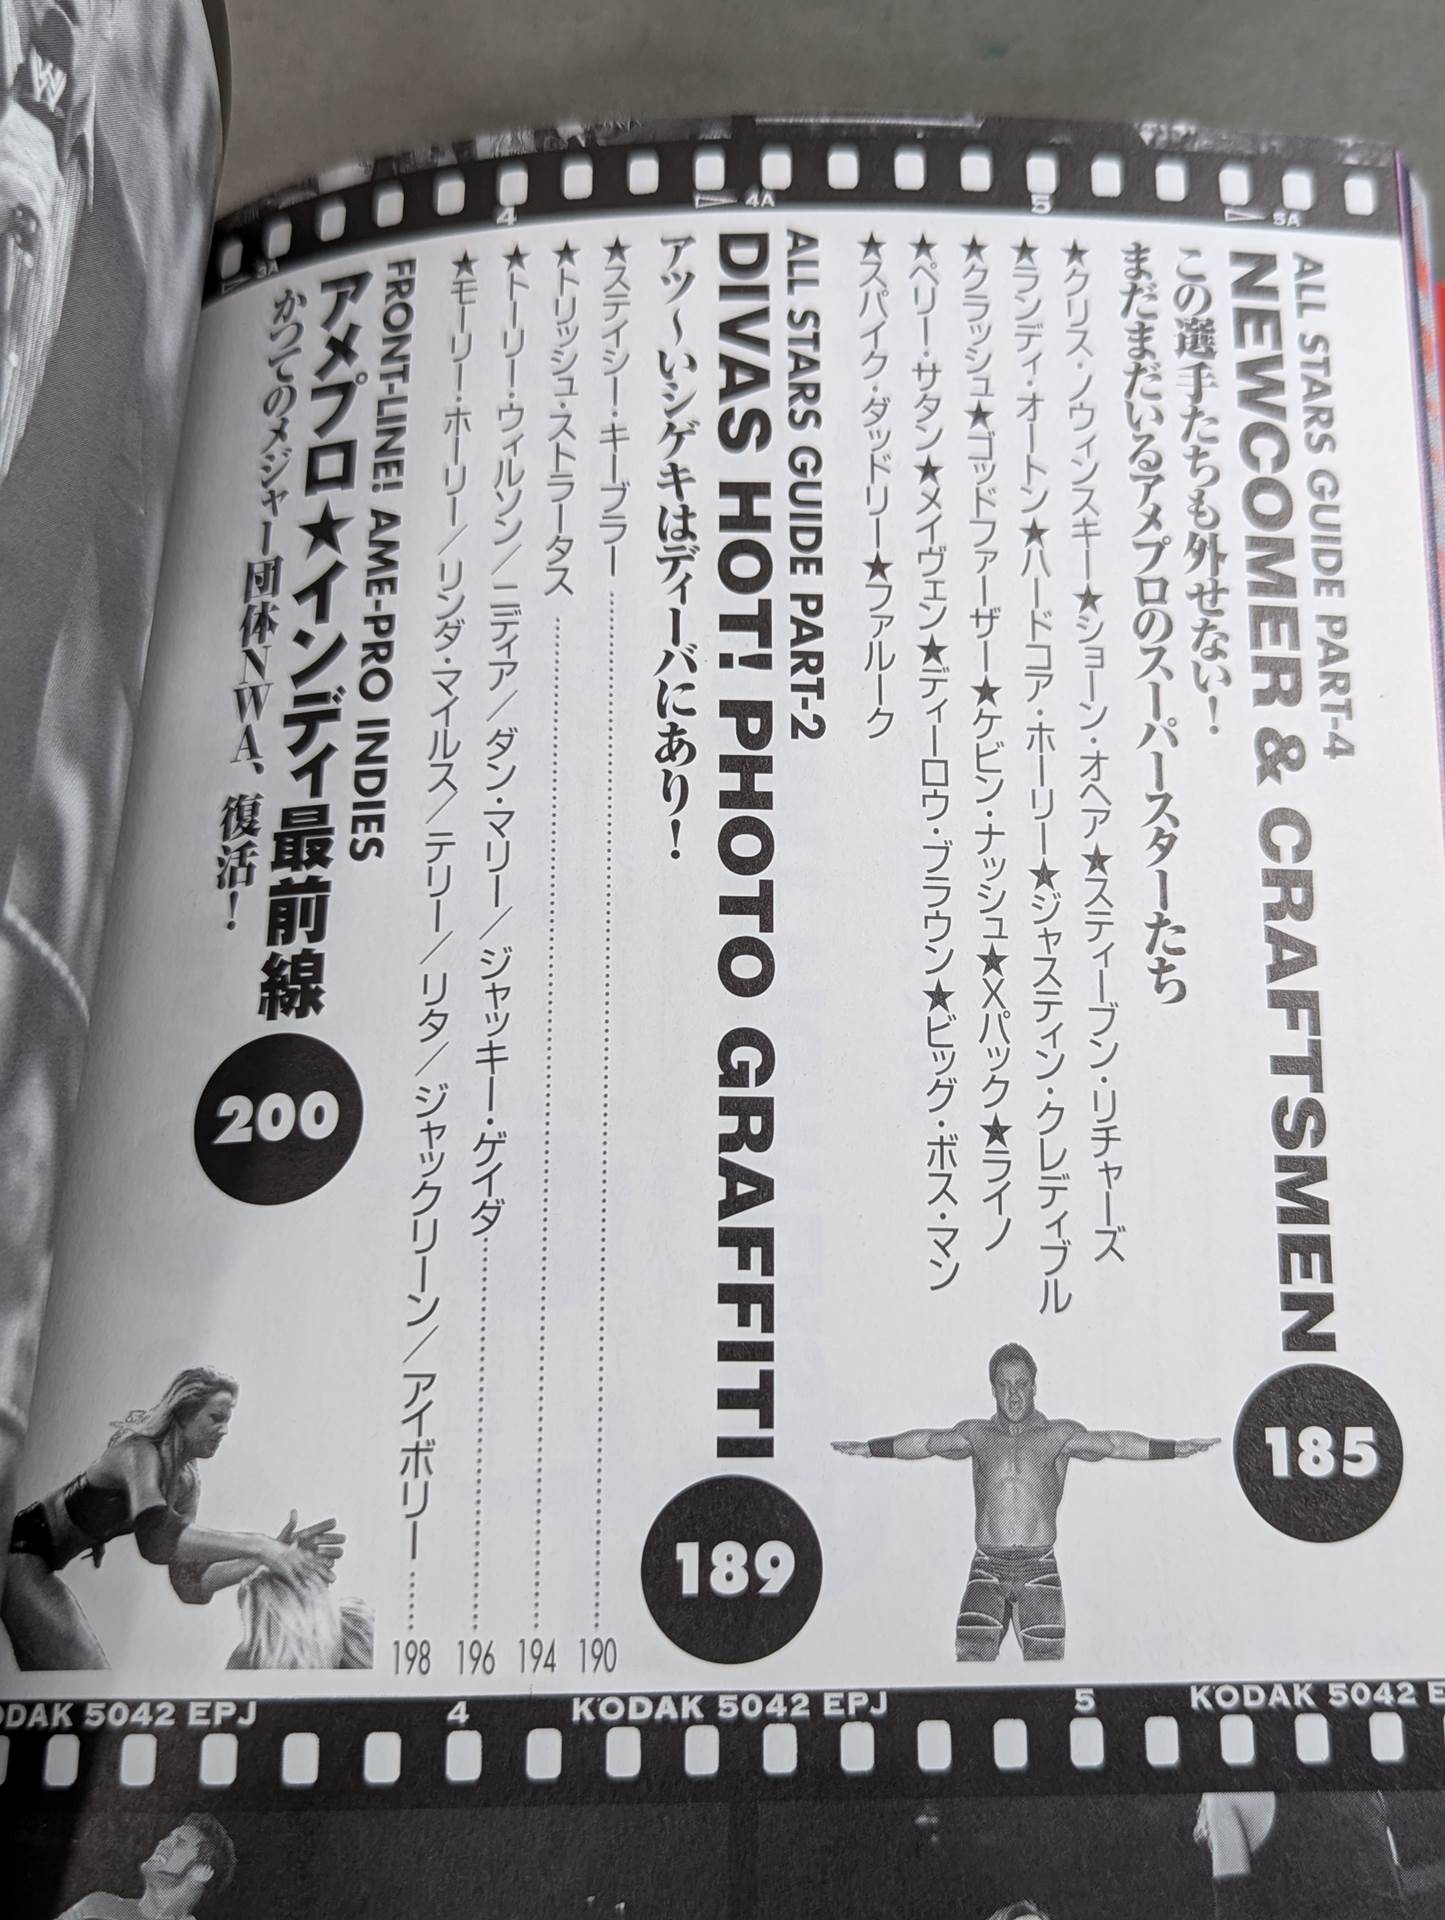 ALL STARS GUIDE PART-4
NEWCOMER & CRAFTSMEN
185
この選手たちも外せない!
まだまだいるアメプロのスーパースターたち
★クリス・ノウィンスキー★ショーン・オヘア★スティーブン・リチャーズ
★ランディ・オートン★ハードコア・ホーリー★ジャスティン・クレディブル
★クラッシュ★ゴッドファーザー★ケビン・ナッシュ★Xパック★ライノ
★ペリー・サタン★メイヴェン★ディーロウ・ブラウン★ビッグ・ボス・マン
★スパイク・ダッドリー★ファルーク
ALL STARS GUIDE PART-2
DIVAS HOT! PHOTO GRAFFITI
189
アツ〜いシゲキはディーバにあり!
★ステイシー・キーブラー……190
★トリッシュ・ストラータス……194
★トーリー・ウィルソン/ニディア/ダン・マリー/ジャッキー・ゲイダ……196
★モーリー・ホーリー/リンダ・マイルス/テリー/リタ/ジャックリーン/アイボリー……198
FRONT-LINE! AME-PRO INDIES
アメプロ★インディ最前線
200
かつてのメジャー団体NWA、復活!
3A
4
4A
5
5A
DAK 5042 EPJ
4
KODAK 5042 EPJ
5
KODAK 5042 E
W